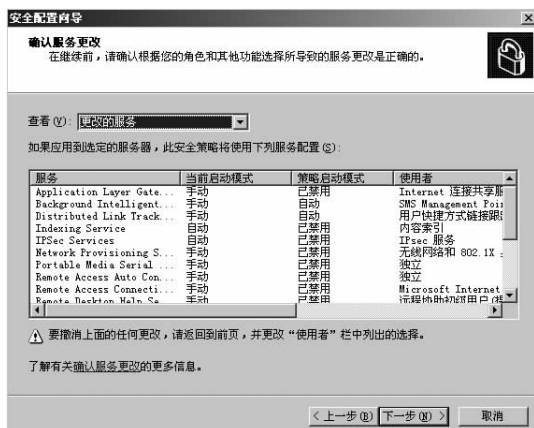 安全配置向导
确认服务更改
在继续前，请确认根据您的角色和其他功能选择所导致的服务更改是正确的。
查看(V): 更改的服务
如果应用到选定的服务器，此安全策略将使用下列服务配置(S):
服务 当前启动模式 策略启动模式 使用者
Application Layer Gate... 手动 已禁用 Internet 连接共享服
Background Intelligent... 手动 自动 SMS Management Poin
Distributed Link Track... 手动 自动 用户快捷方式链接跟踪
Indexing Service 自动 已禁用 内容索引
IPSec Services 自动 已禁用 IPsec 服务
Network Provisioning S... 手动 已禁用 无线网络和 802.1X
Portable Media Serial ... 手动 已禁用 独立
Remote Access Auto Con... 手动 已禁用 独立
Remote Access Connecti... 手动 已禁用 Microsoft Internet
Remote Desktop Help Se... 手动 已禁用 远程协助初级用户
要撤消上面的任何更改，请返回到前页，并更改“使用者”栏中列出的选择。
了解有关确认服务更改的更多信息。
< 上一步(B) 下一步(N) > 取消